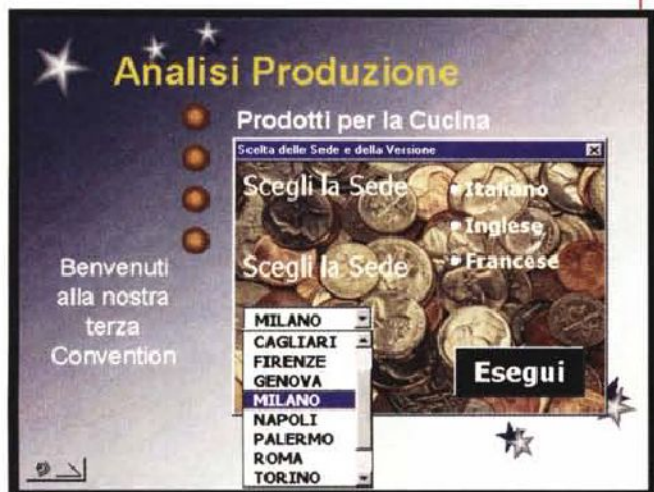 Analisi Produzione
Prodotti per la Cucina
Scelta delle Sede e della Versione
Scegli la Sede
Italiano
Inglese
Scegli la Sede
Francese
Benvenuti
alla nostra
terza
Convention
MILANO
CAGLIARI
FIRENZE
GENOVA
MILANO
NAPOLI
PALERMO
ROMA
TORINO
Esegui